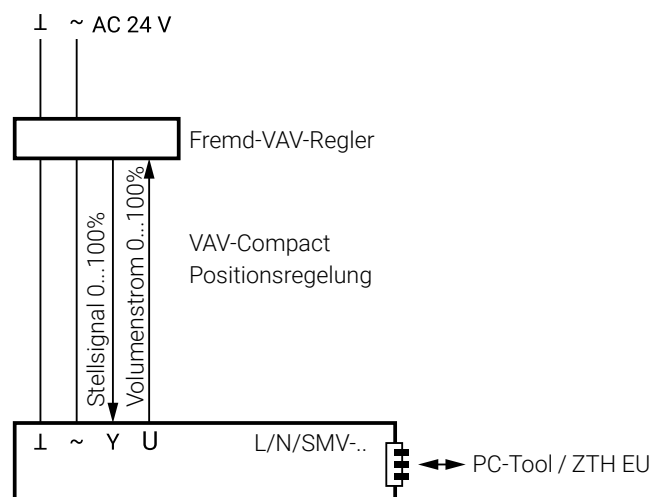 ⊥ ~ AC 24 V
Fremd-VAV-Regler
Stellsignal 0...100%
Volumenstrom 0...100%
VAV-Compact
Positionsregelung
⊥ ~ Y U L/N/SMV-..
PC-Tool / ZTH EU